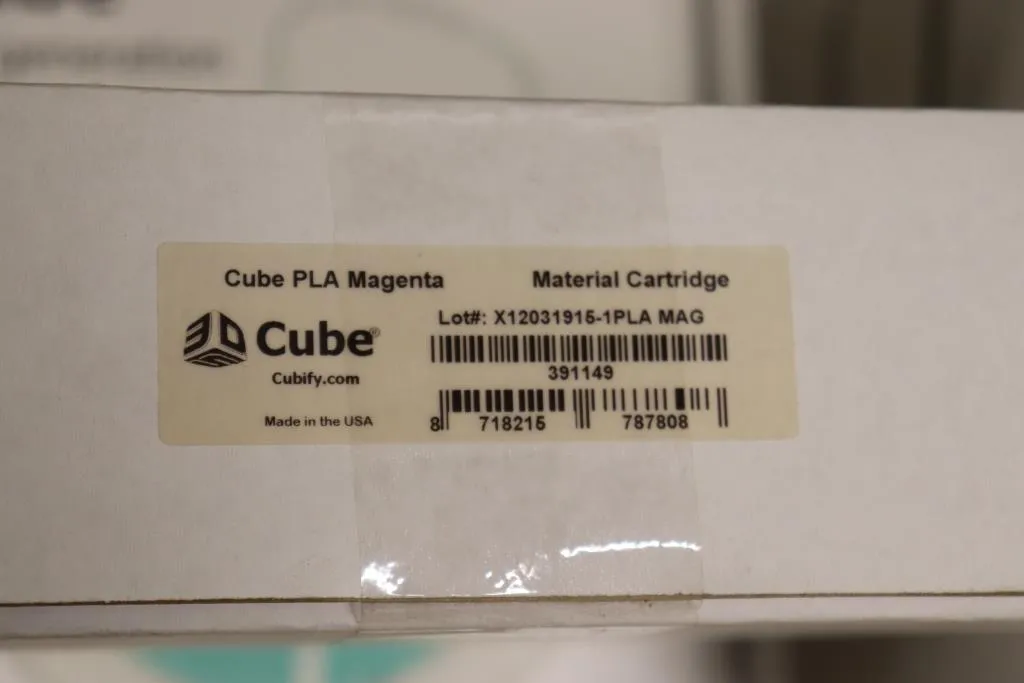 Cube PLA Magenta Material Cartridge
Lot#: X12031915-1PLA MAG
3DS Cube®
391149
Cubify.com
Made in the USA
8 718215 787808